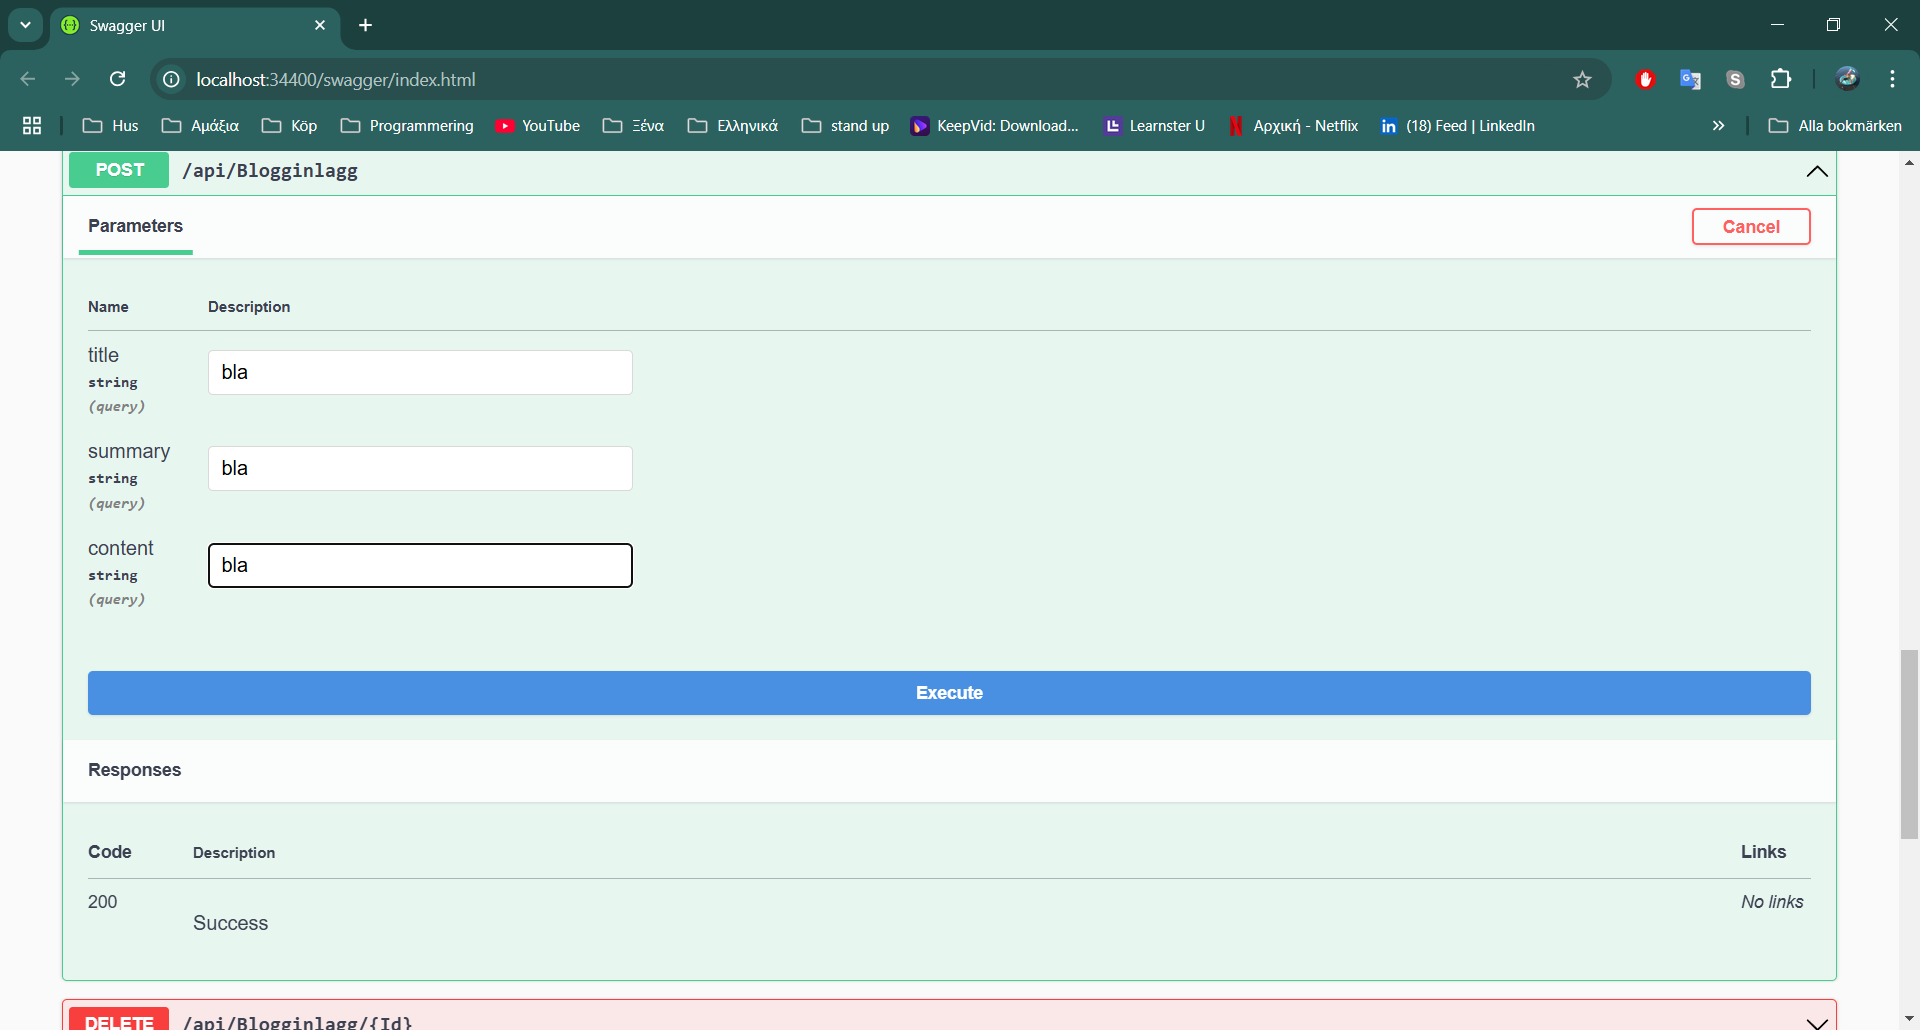 Swagger UI
localhost:34400/swagger/index.html
Hus Αμάξια Köp Programmering YouTube Ξένα Ελληνικά stand up KeepVid: Download... Learnster U Αρχική - Netflix (18) Feed | LinkedIn Alla bokmärken
POST /api/Blogginlagg
Parameters Cancel
Name Description
title bla
string
(query)
summary bla
string
(query)
content bla
string
(query)
Execute
Responses
Code Description Links
200 No links
Success
DELETE /api/Blogginlagg/{Id}